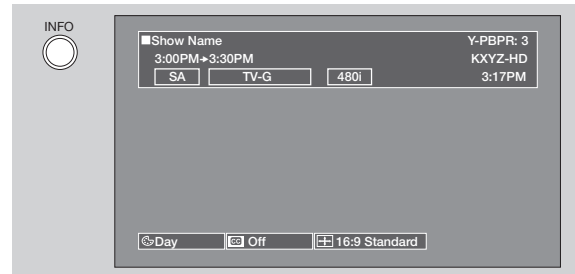 INFO
■Show Name Y-PBPR: 3
3:00PM→3:30PM KXYZ-HD
SA TV-G 480i 3:17PM
Day CC Off 16:9 Standard